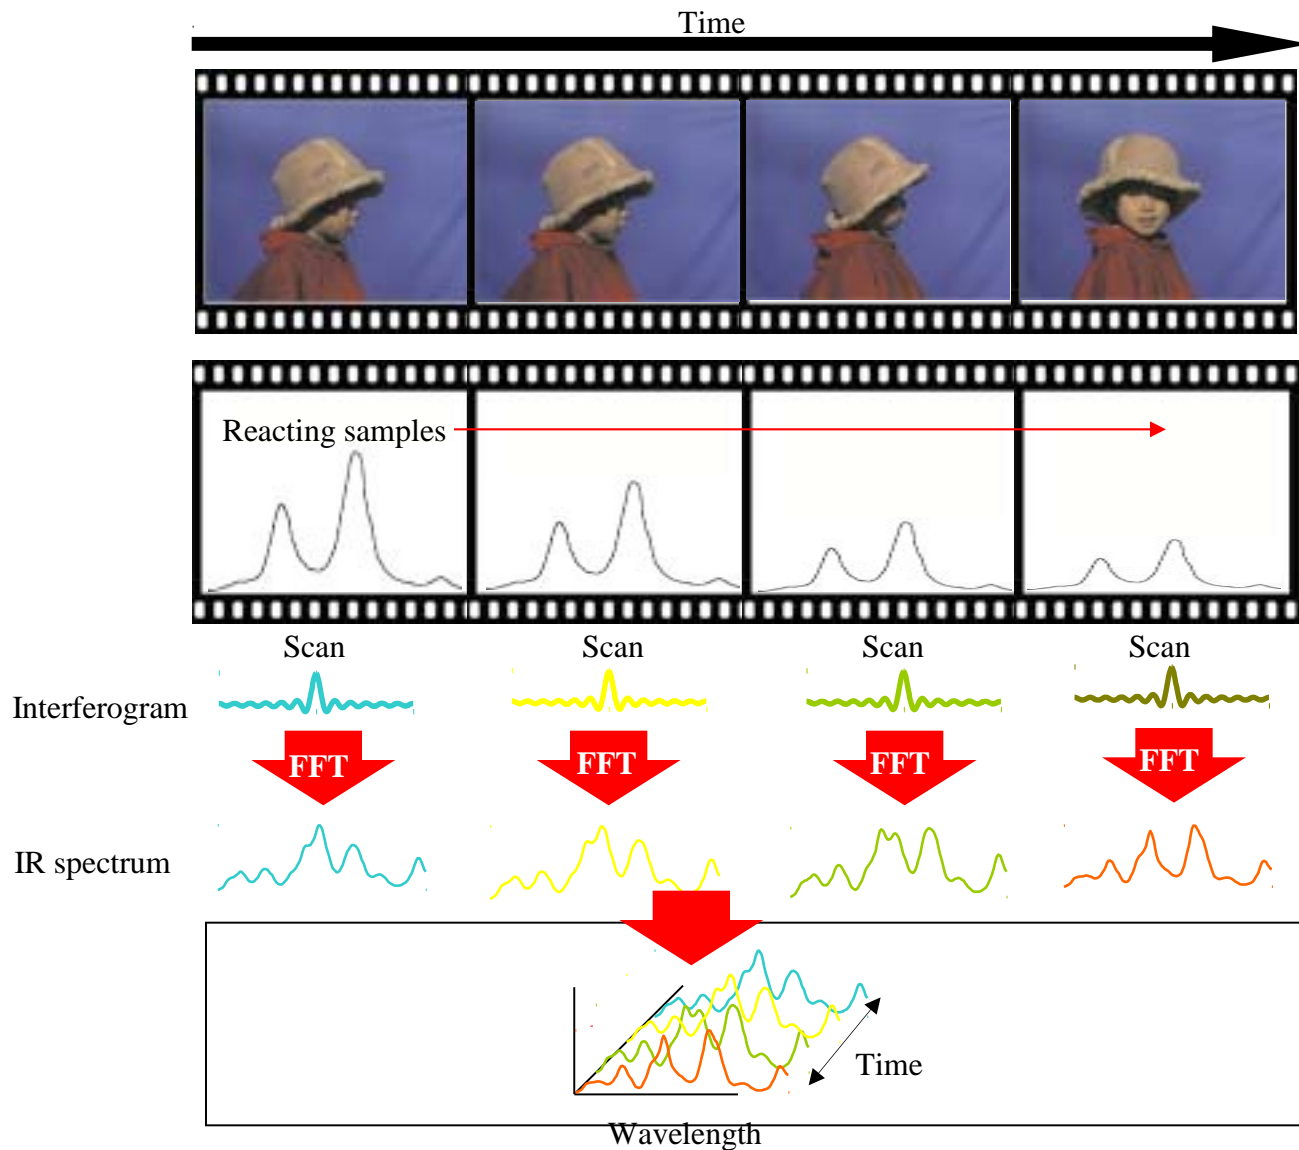 Time
Reacting samples
Scan Scan Scan Scan
Interferogram
FFT FFT FFT FFT
IR spectrum
Time
Wavelength